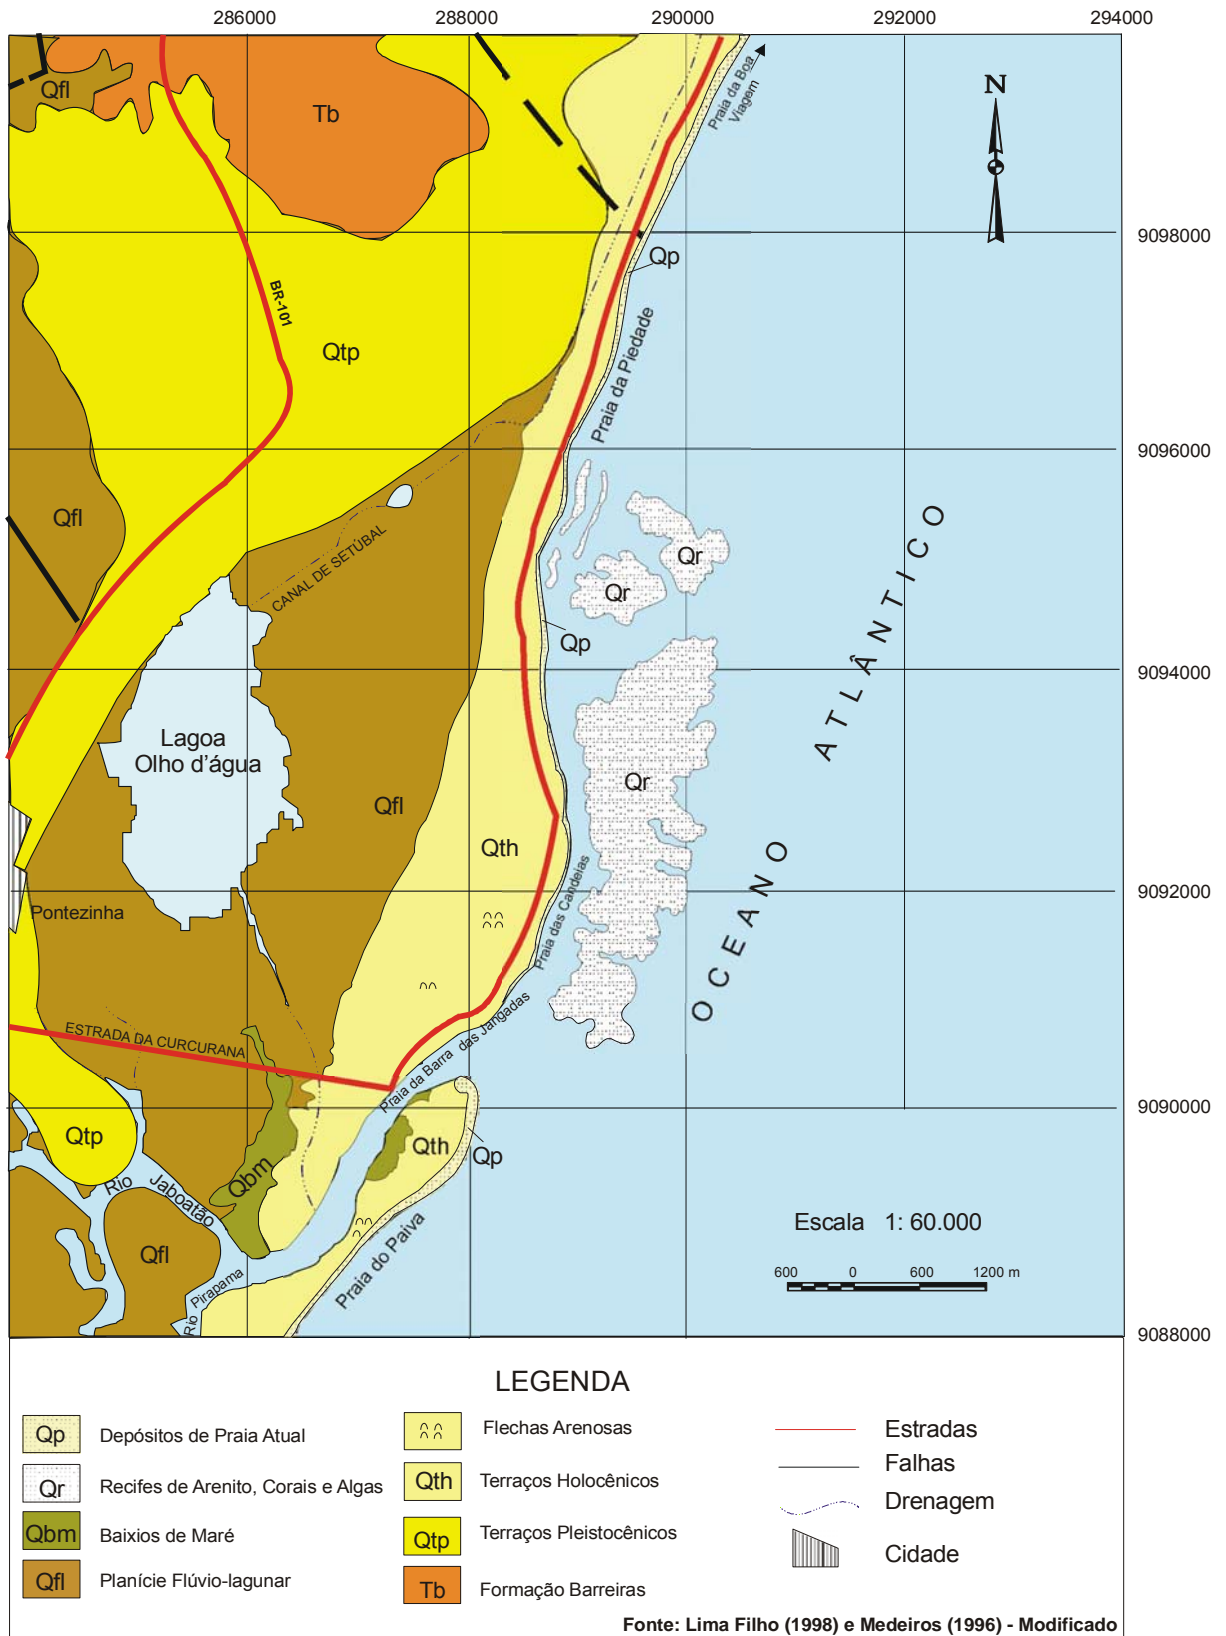 286000 288000 290000 292000 294000
Qfl
Tb
Praia da Boa
Viagem
N
9098000
Qp
BR-101
Qtp
Praia da Piedade
9096000
Qfl
CANAL DE SETÚBAL
Qr
Qr
Qp
OCEANO ATLÂNTICO
9094000
Lagoa
Olho d'água
Qfl
Qr
Qth
Praia das Candeias
9092000
Pontezinha
ESTRADA DA CURCURANA
Praia da Barra das Jangadas
9090000
Qtp
Qth
Qp
Qbm
Rio Jaboatão
Qfl
Rio Pirapama
Praia do Paiva
Escala 1: 60.000
600 0 600 1200 m
9088000
LEGENDA
Qp Depósitos de Praia Atual
Qr Recifes de Arenito, Corais e Algas
Qbm Baixios de Maré
Qfl Planície Flúvio-lagunar
Flechas Arenosas
Qth Terraços Holocênicos
Qtp Terraços Pleistocênicos
Tb Formação Barreiras
Estradas
Falhas
Drenagem
Cidade
Fonte: Lima Filho (1998) e Medeiros (1996) - Modificado